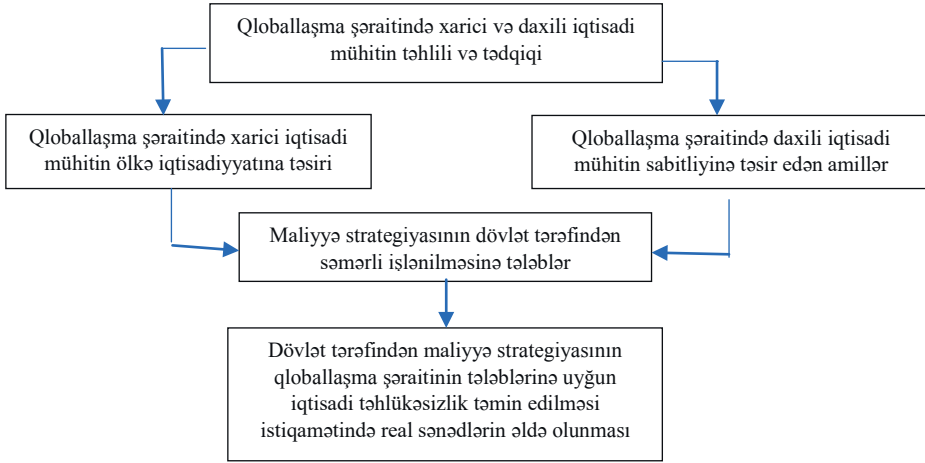 Qloballaşma şəraitində xarici və daxili iqtisadi
mühitin təhlili və tədqiqi
Qloballaşma şəraitində xarici iqtisadi
mühitin ölkə iqtisadiyyatına təsiri
Qloballaşma şəraitində daxili iqtisadi
mühitin sabitliyinə təsir edən amillər
Maliyyə strategiyasının dövlət tərəfindən
səmərli işlənilməsinə tələblər
Dövlət tərəfindən maliyyə strategiyasının
qloballaşma şəraitinin tələblərinə uyğun
iqtisadi təhlükəsizlik təmin edilməsi
istiqamətində real sənədlərin əldə olunması